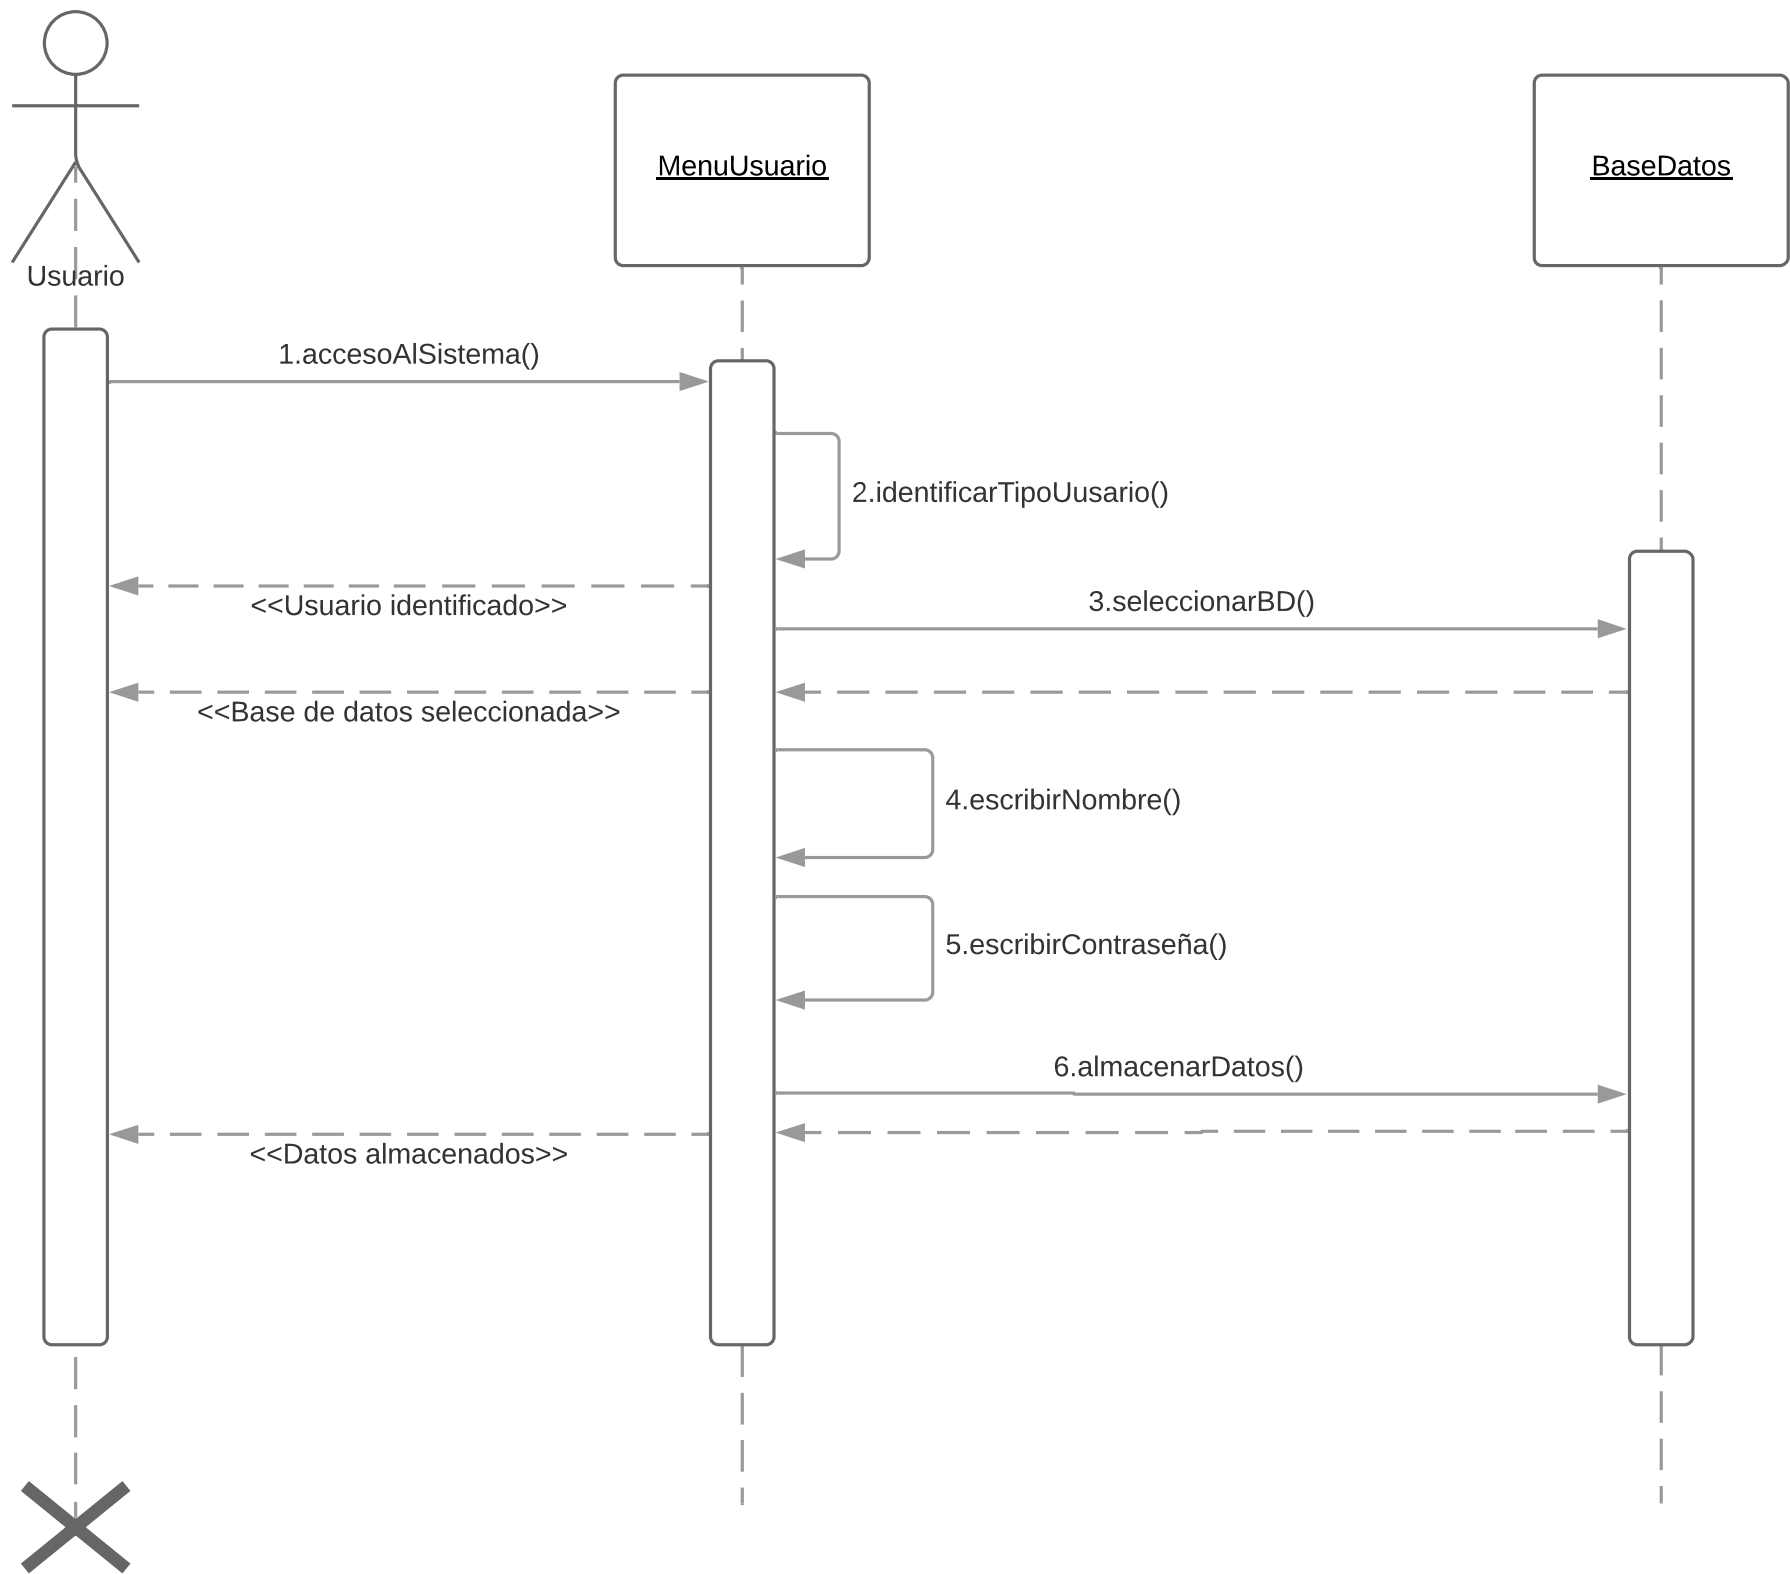 MenuUsuario
BaseDatos
Usuario
1.accesoAlSistema()
2.identificarTipoUusario()
<<Usuario identificado>>
3.seleccionarBD()
<<Base de datos seleccionada>>
4.escribirNombre()
5.escribirContraseña()
6.almacenarDatos()
<<Datos almacenados>>